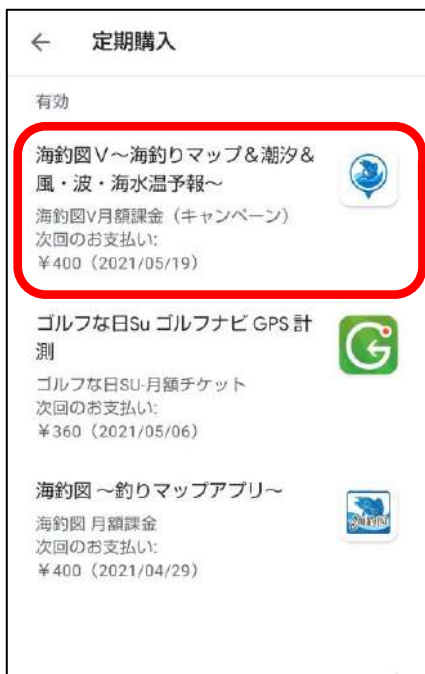 ← 定期購入
有効
海釣図V～海釣りマップ&潮汐&
風・波・海水温予報～
海釣図V月額課金（キャンペーン）
次回のお支払い:
￥400（2021/05/19）
ゴルフな日Su ゴルフナビ GPS 計
測
ゴルフな日SU-月額チケット
次回のお支払い:
￥360（2021/05/06）
海釣図 ～釣りマップアプリ～
海釣図 月額課金
次回のお支払い:
￥400（2021/04/29）